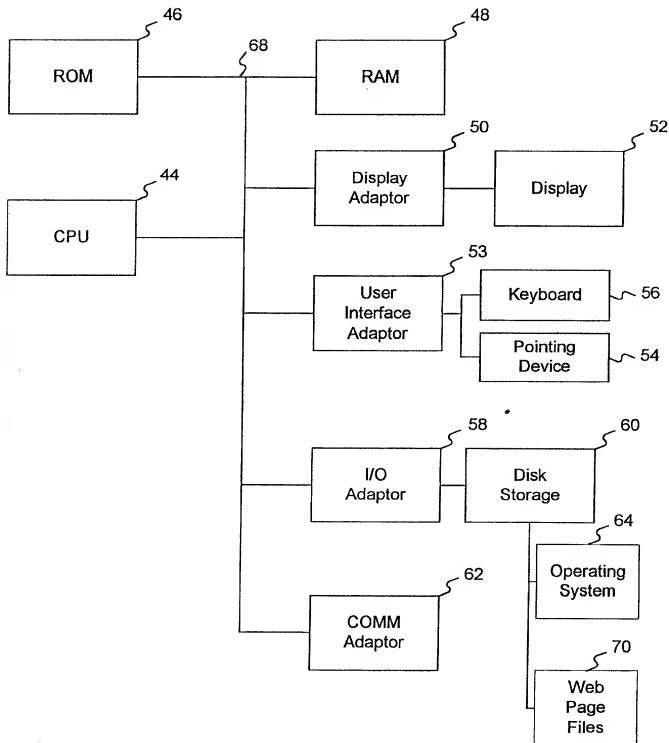 46
48
68
ROM
RAM
50
52
44
Display
Adaptor
Display
CPU
53
User
Interface
Adaptor
Keyboard
56
Pointing
Device
54
58
60
I/O
Adaptor
Disk
Storage
64
62
Operating
System
COMM
Adaptor
70
Web
Page
Files